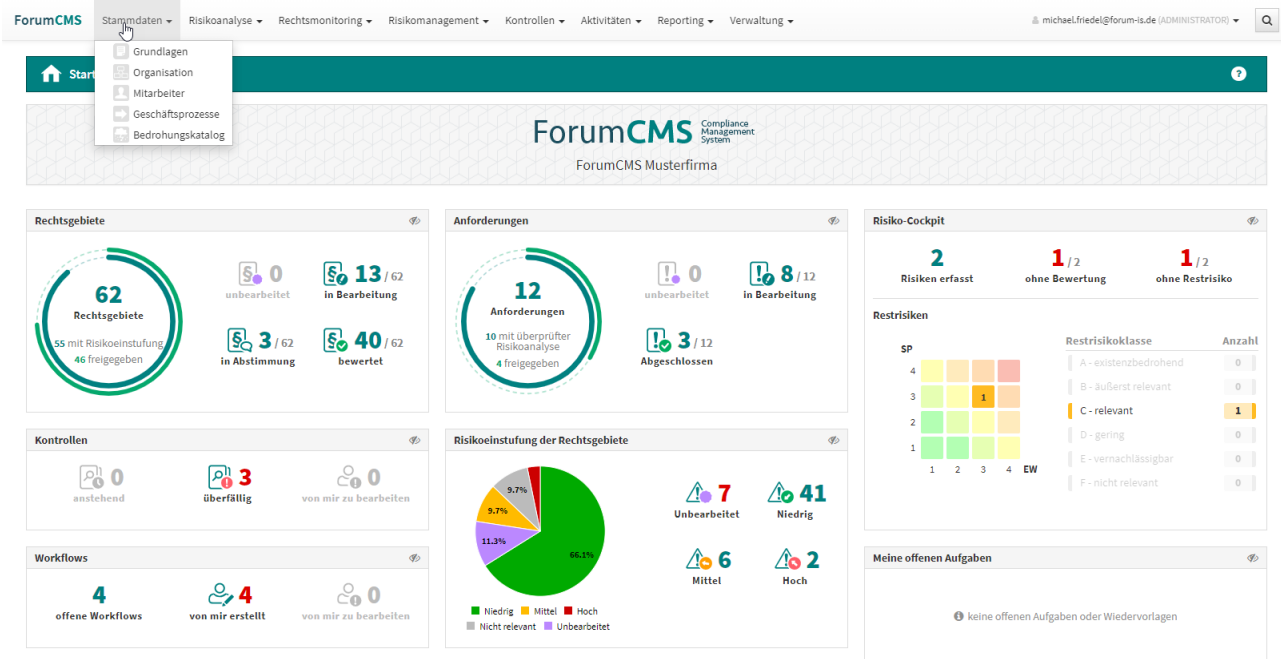 ForumCMS Stammdaten Risikoanalyse Rechtsmonitoring Risikomanagement Kontrollen Aktivitäten Reporting Verwaltung michael.friedel@forum-is.de (ADMINISTRATOR)
Grundlagen
Organisation
Mitarbeiter
Geschäftsprozesse
Bedrohungskatalog
Start
ForumCMS Compliance Management System
ForumCMS Musterfirma
Rechtsgebiete
62
Rechtsgebiete
55 mit Risikoeinstufung
46 freigegeben
0
unbearbeitet
13 / 62
in Bearbeitung
3 / 62
in Abstimmung
40 / 62
bewertet
Anforderungen
12
Anforderungen
10 mit überprüfter
Risikoanalyse
4 freigegeben
0
unbearbeitet
8 / 12
in Bearbeitung
3 / 12
Abgeschlossen
Risiko-Cockpit
2
Risiken erfasst
1 / 2
ohne Bewertung
1 / 2
ohne Restrisiko
Restrisiken
SP
4
3
1
2
1
1 2 3 4 EW
Restrisikoklasse Anzahl
A - existenzbedrohend 0
B - äußerst relevant 0
C - relevant 1
D - gering 0
E - vernachlässigbar 0
F - nicht relevant 0
Kontrollen
0
anstehend
3
überfällig
0
von mir zu bearbeiten
Risikoeinstufung der Rechtsgebiete
9.7%
9.7%
11.3%
66.1%
Niedrig Mittel Hoch
Nicht relevant Unbearbeitet
7
Unbearbeitet
41
Niedrig
6
Mittel
2
Hoch
Workflows
4
offene Workflows
4
von mir erstellt
0
von mir zu bearbeiten
Meine offenen Aufgaben
keine offenen Aufgaben oder Wiedervorlagen